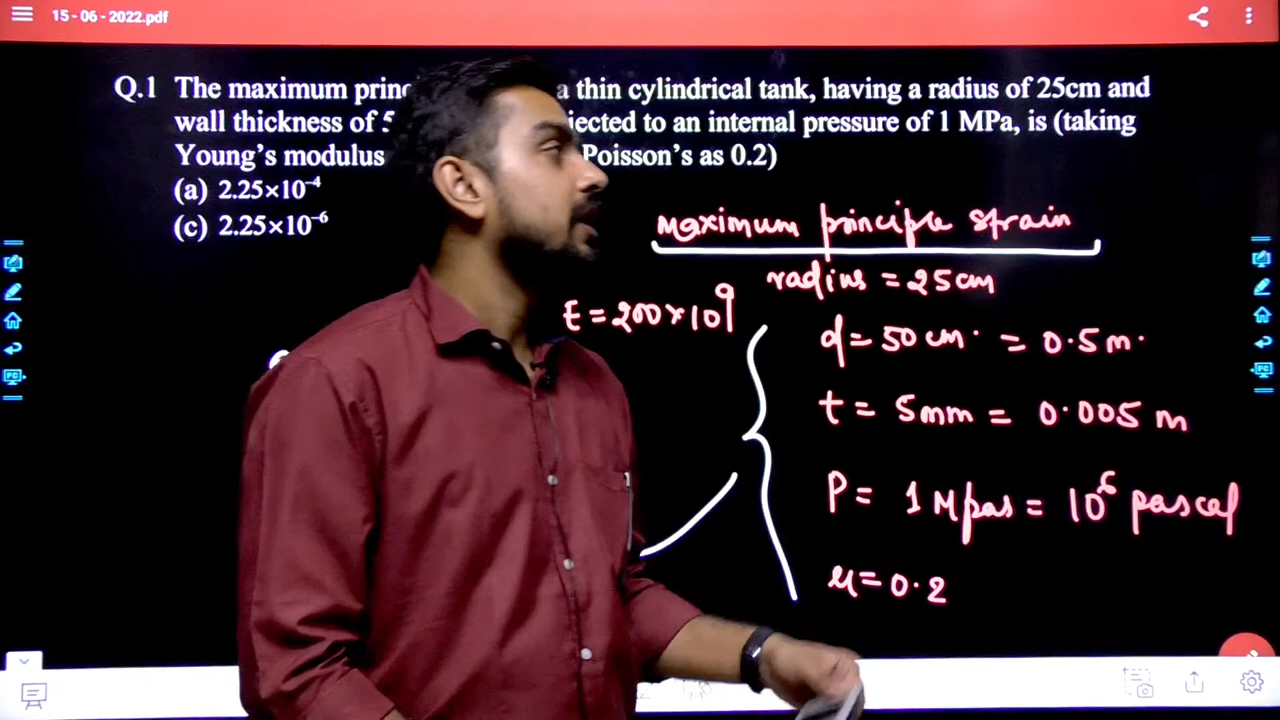 15 - 06 - 2022.pdf
Q.1 The maximum a thin cylindrical tank, having a radius of 25cm and
wall thickness of to an internal pressure of 1 MPa, is (taking
Young's modulus Poisson's as 0.2)
(a) 2.25×10⁻⁴
(c) 2.25×10⁻⁶
Maximum principle strain
radius = 25cm
E = 200×10⁹
d = 50 cm. = 0.5 m.
t = 5mm = 0.005 m
P = 1 Mpas = 10⁶ pascal
μ = 0.2